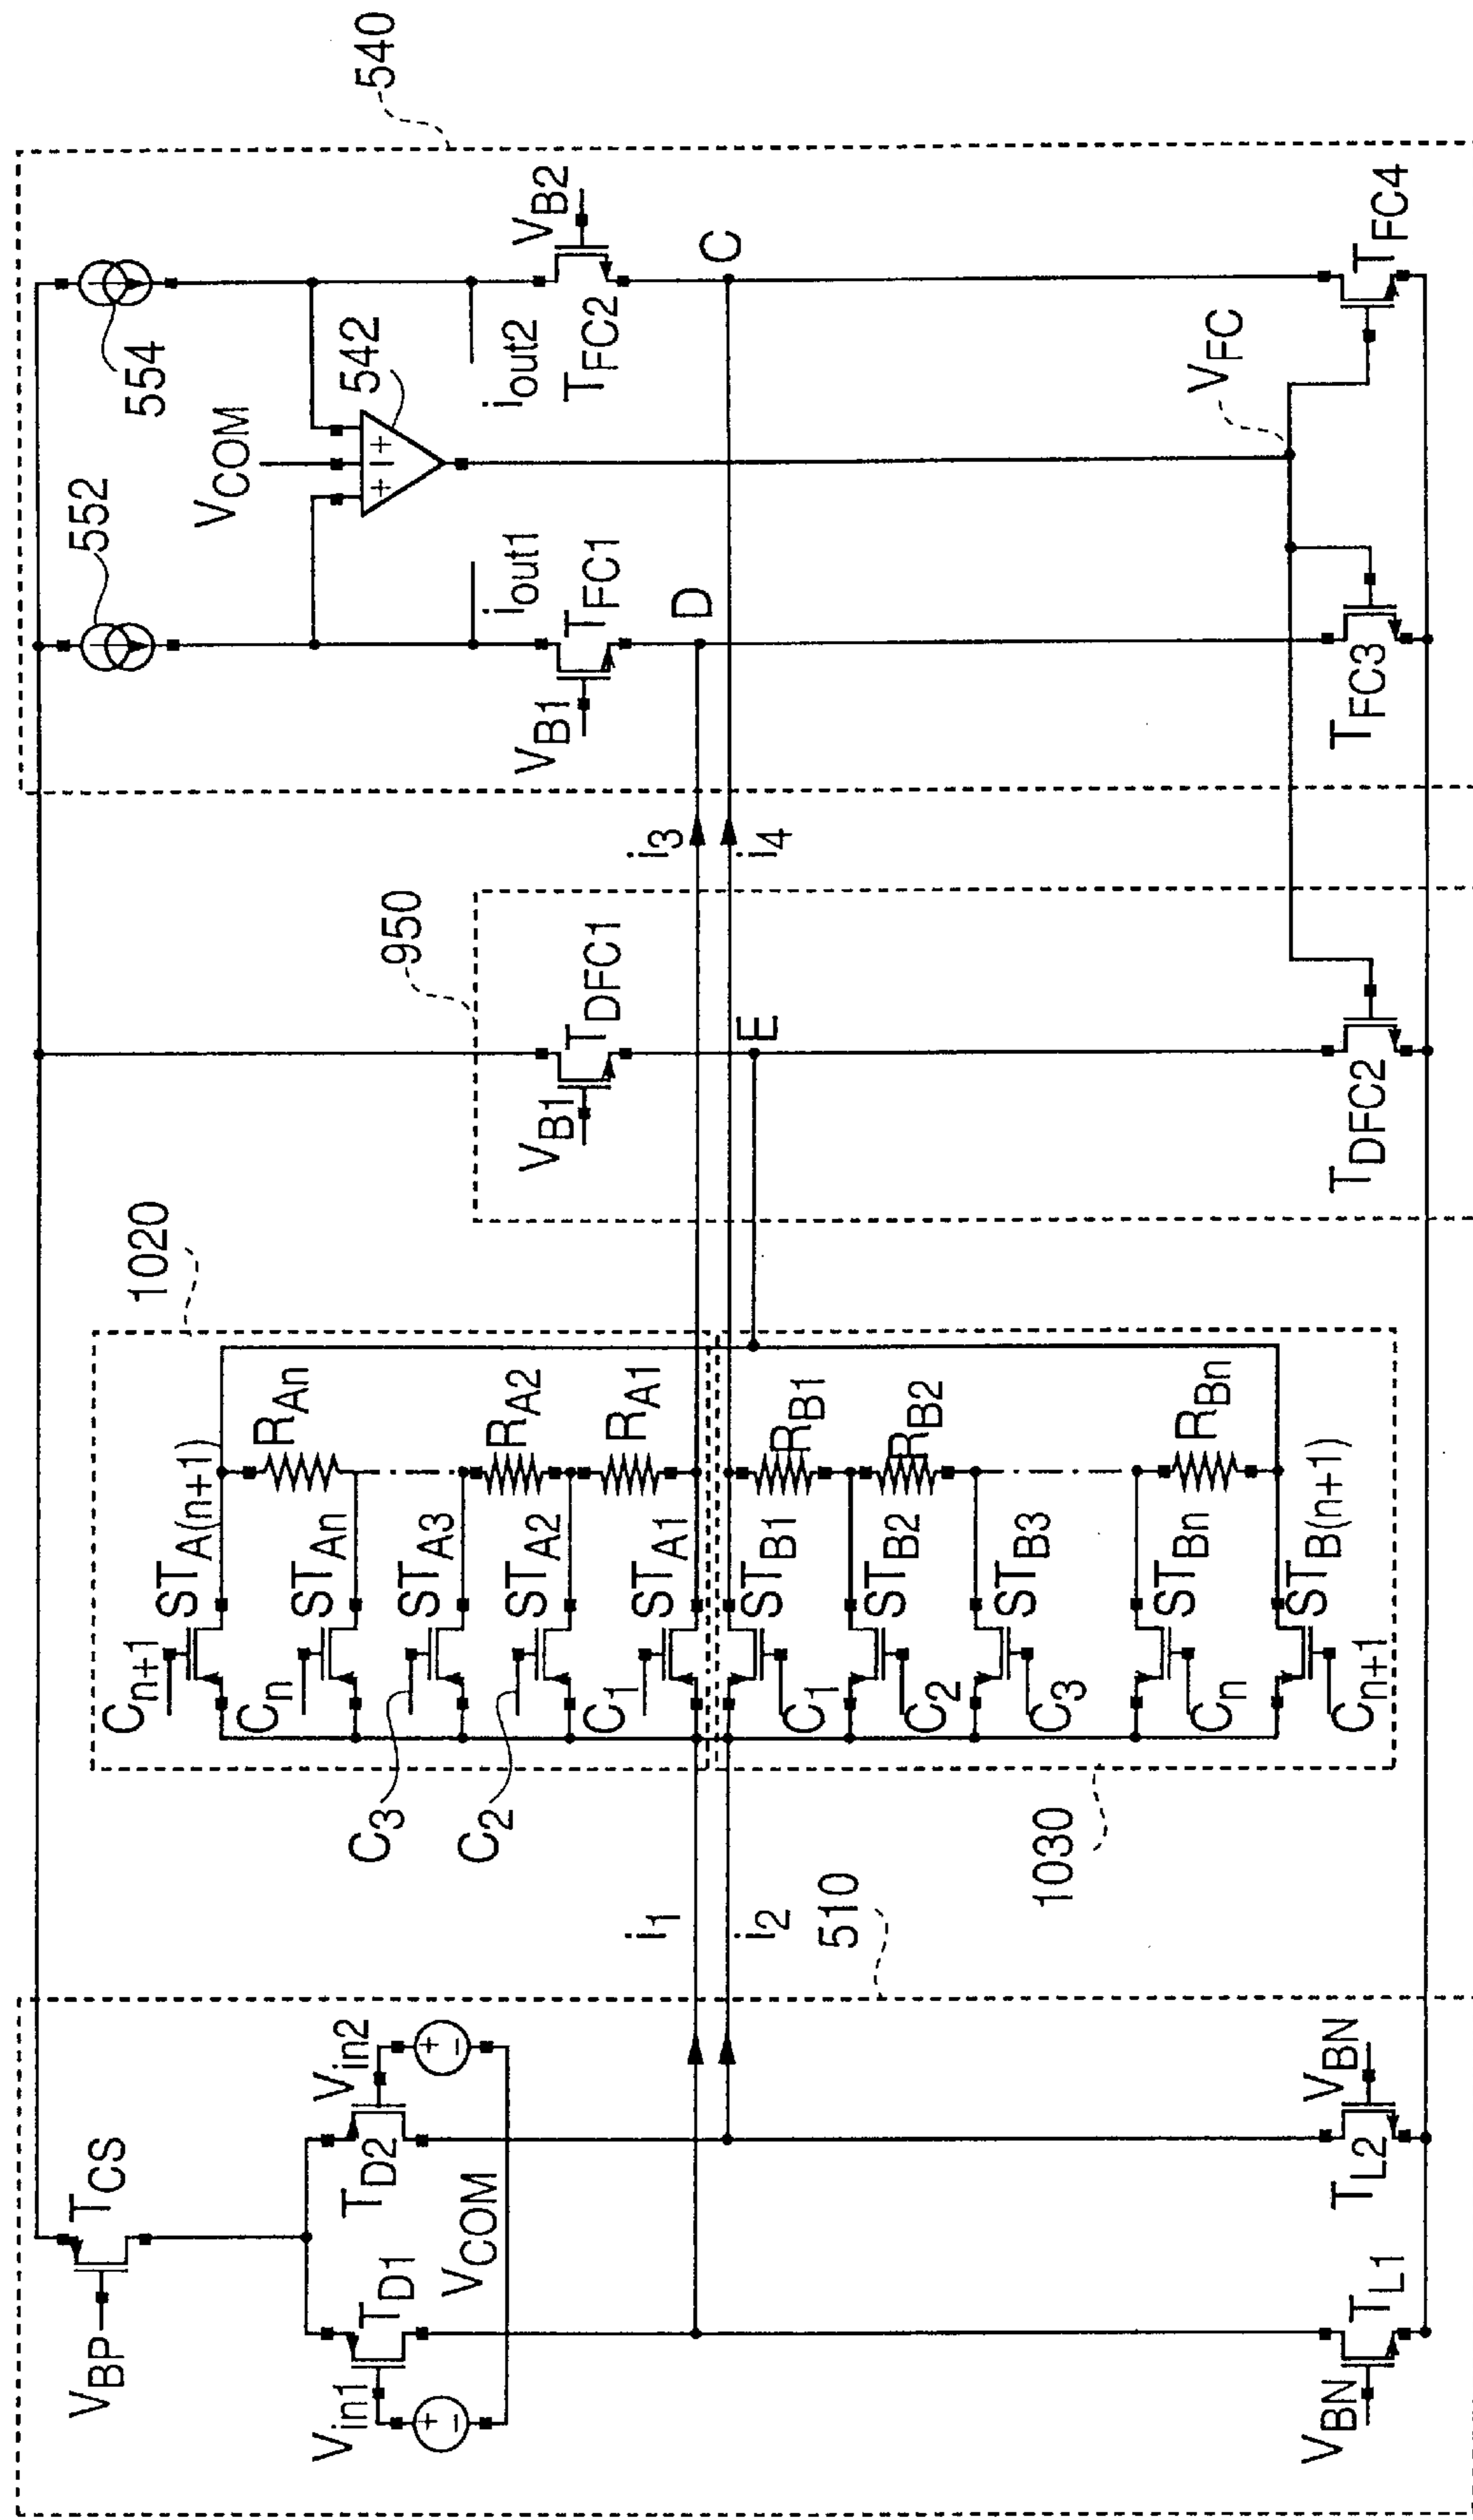 510
V_BP
T_CS
V_in1
T_D1
T_D2
V_in2
V_COM
V_BN
T_L1
T_L2
V_BN
i_1
i_2
1020
C_n+1
ST_A(n+1)
R_An
C_n
ST_An
C_3
ST_A3
R_A2
C_2
ST_A2
R_A1
C_1
ST_A1
1030
C_1
ST_B1
R_B1
C_2
ST_B2
R_B2
C_3
ST_B3
C_n
ST_Bn
R_Bn
C_n+1
ST_B(n+1)
950
V_B1
T_DFC1
E
T_DFC2
i_3
i_4
540
552
554
V_COM
542
+ − +
i_out1
i_out2
V_B1
T_FC1
T_FC2
V_B2
D
C
V_FC
T_FC3
T_FC4